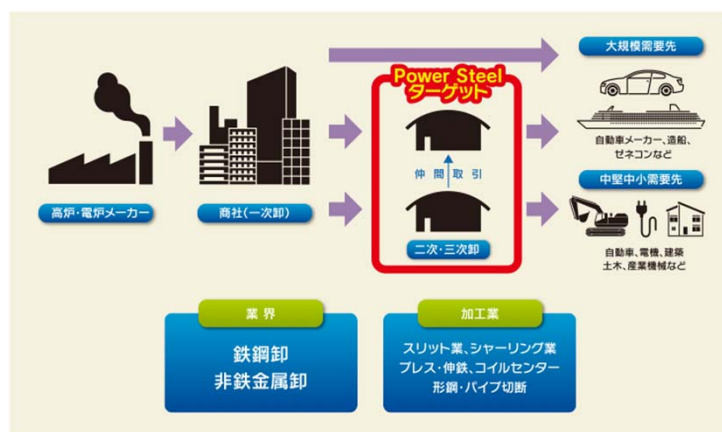 大規模需要先
Power Steel
ターゲット
自動車メーカー、造船、
ゼネコンなど
仲間取引
中堅中小需要先
高炉・電炉メーカー
商社(一次卸)
二次・三次卸
自動車、電機、建築
土木、産業機械など
業界
鉄鋼卸
非鉄金属卸
加工業
スリット業、シャーリング業
プレス・伸鉄、コイルセンター
形鋼・パイプ切断